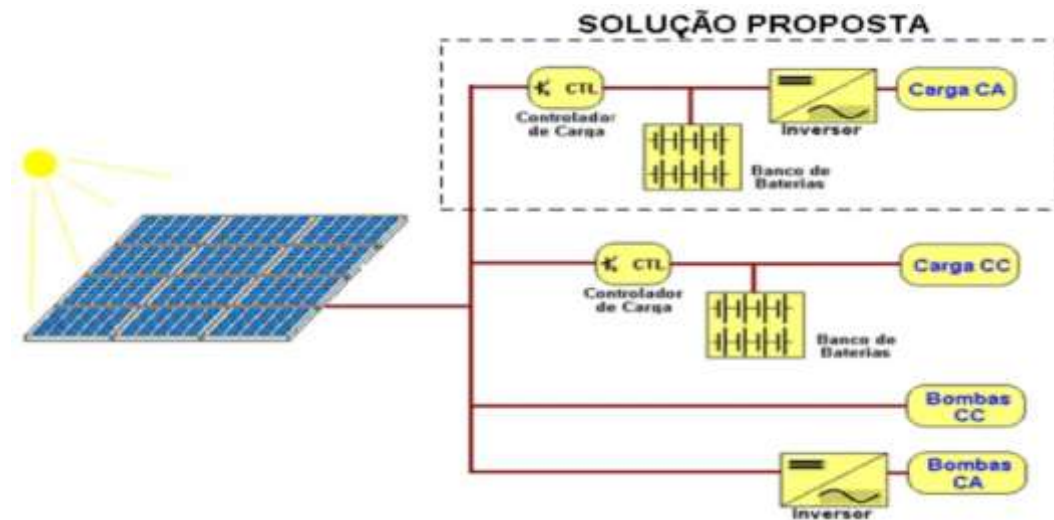 SOLUÇÃO PROPOSTA
CTL
Controlador
de Carga
Banco de
Baterias
Inversor
Carga CA
CTL
Controlador
de Carga
Banco de
Baterias
Carga CC
Bombas
CC
Inversor
Bombas
CA